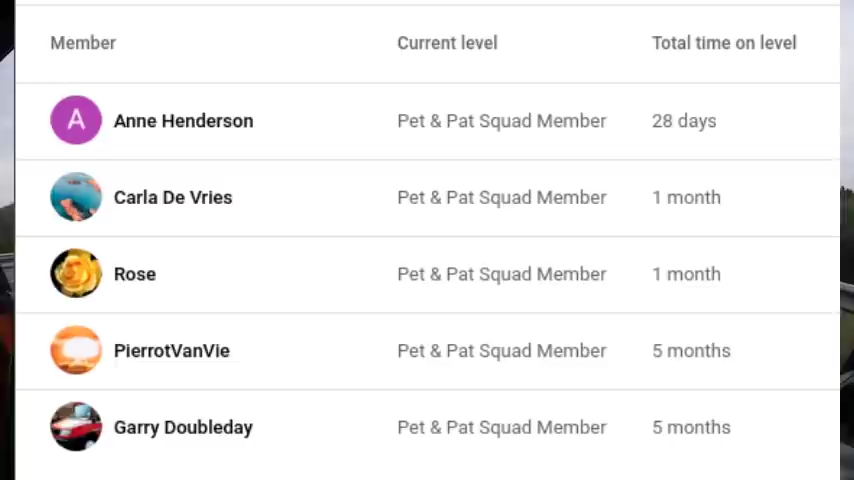 Member Current level Total time on level
A Anne Henderson Pet & Pat Squad Member 28 days
Carla De Vries Pet & Pat Squad Member 1 month
Rose Pet & Pat Squad Member 1 month
PierrotVanVie Pet & Pat Squad Member 5 months
Garry Doubleday Pet & Pat Squad Member 5 months